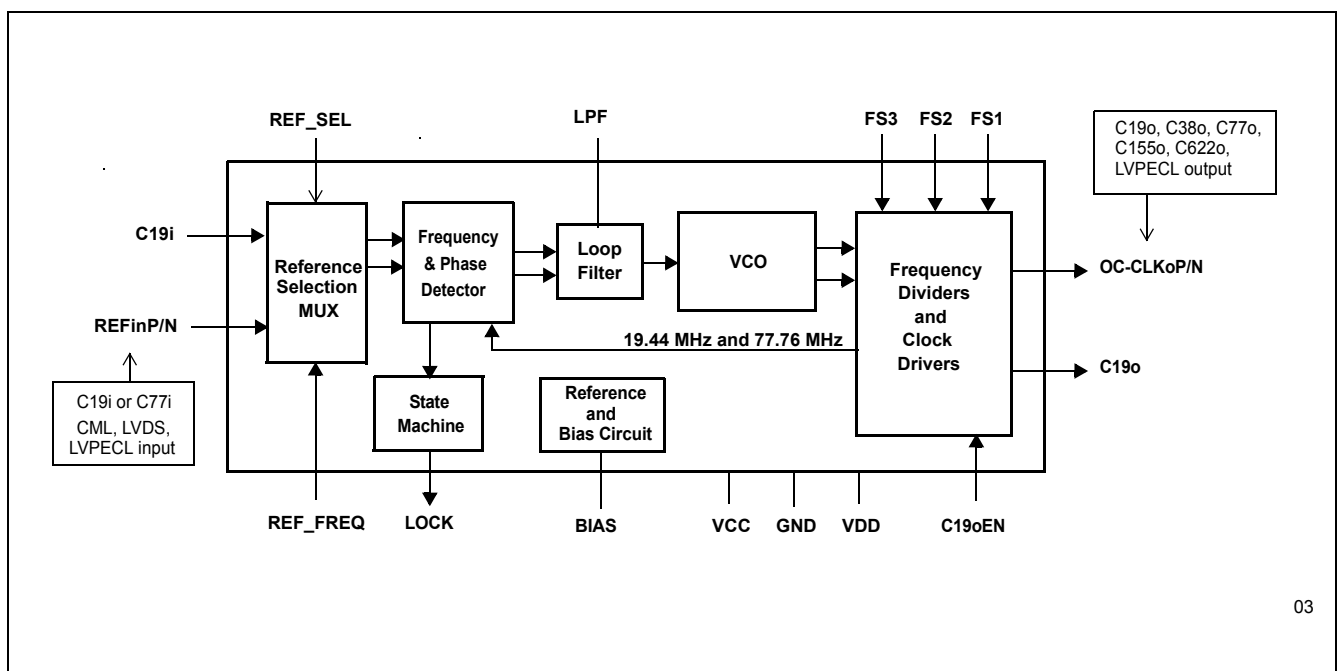 REF_SEL
LPF
FS3
FS2
FS1
C19o, C38o, C77o,
C155o, C622o,
LVPECL output
C19i
REFinP/N
Reference
Selection
MUX
Frequency
& Phase
Detector
Loop
Filter
VCO
Frequency
Dividers
and
Clock
Drivers
OC-CLKoP/N
C19o
19.44 MHz and 77.76 MHz
C19i or C77i
CML, LVDS,
LVPECL input
State
Machine
Reference
and
Bias Circuit
REF_FREQ
LOCK
BIAS
VCC
GND
VDD
C19oEN
03